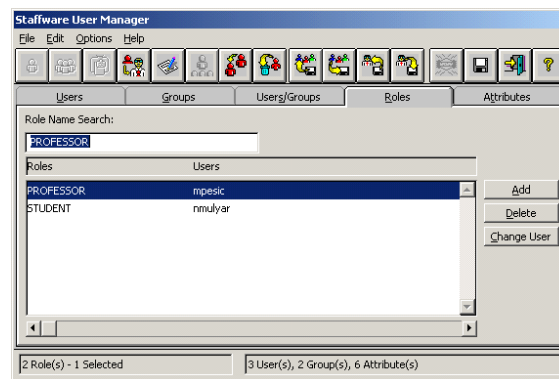 Staffware User Manager
File Edit Options Help
Users Groups Users/Groups Roles Attributes
Role Name Search:
PROFESSOR
Roles Users
PROFESSOR mpesic
STUDENT nmulyar
Add
Delete
Change User
2 Role(s) - 1 Selected 3 User(s), 2 Group(s), 6 Attribute(s)